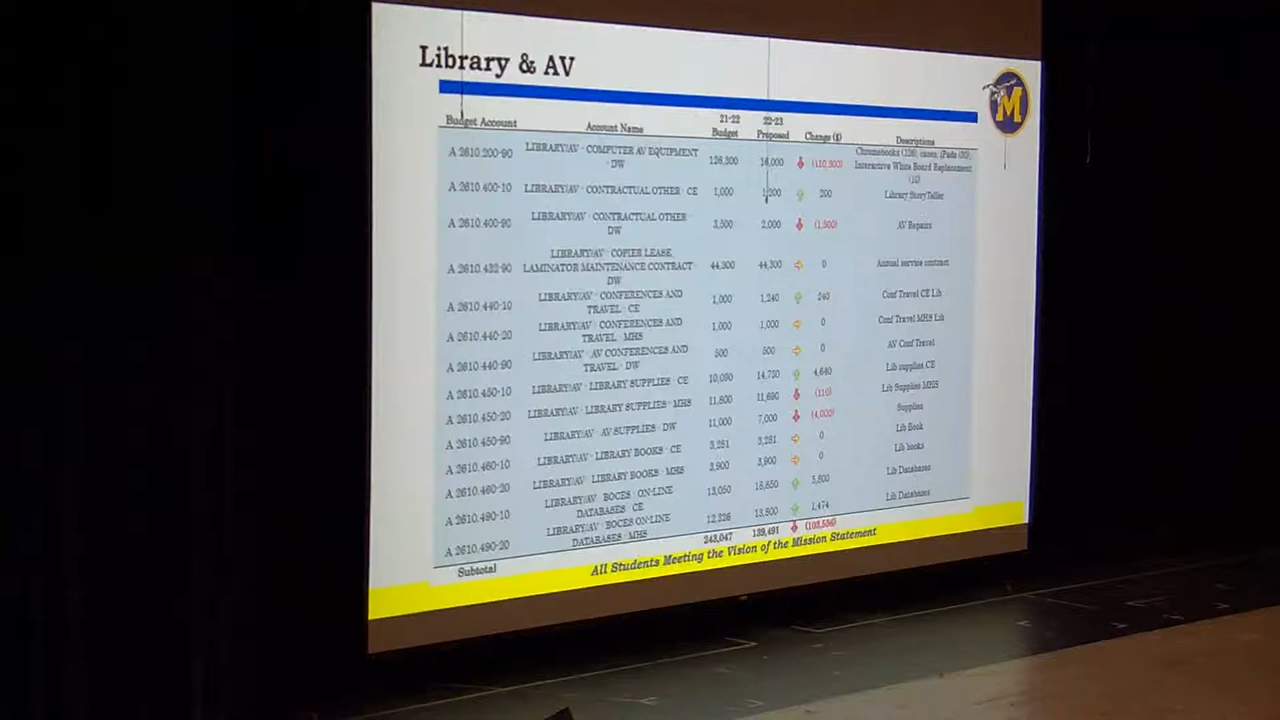 Library & AV
M
Budget Account Account Name 21-22 Budget 22-23 Proposed Change ($) Descriptions
A 2610.200-90 LIBRARY/AV - COMPUTER AV EQUIPMENT - DW 126,300 16,000 (110,300) Chromebooks cases, iPads Interactive White Board Replacement
A 2610.400-10 LIBRARY/AV - CONTRACTUAL OTHER - CE 1,000 1,200 200 Library StoryTeller
A 2610.400-90 LIBRARY/AV - CONTRACTUAL OTHER DW 3,500 2,000 (1,500) AV Repairs
A 2610.432-90 LIBRARY/AV - COPIER LEASE, LAMINATOR MAINTENANCE CONTRACT - DW 44,300 44,300 0 Annual service contract
A 2610.440-10 LIBRARY/AV - CONFERENCES AND TRAVEL - CE 1,000 1,240 240 Conf Travel CE Lib
A 2610.440-20 LIBRARY/AV - CONFERENCES AND TRAVEL - MHS 1,000 1,000 0 Conf Travel MHS Lib
A 2610.440-90 LIBRARY/AV - AV CONFERENCES AND TRAVEL - DW 500 500 0 AV Conf Travel
A 2610.450-10 LIBRARY/AV - LIBRARY SUPPLIES - CE 10,090 14,730 4,640 Lib supplies CE
A 2610.450-20 LIBRARY/AV - LIBRARY SUPPLIES - MHS 11,800 11,690 (110) Lib Supplies MHS
A 2610.450-90 LIBRARY/AV - AV SUPPLIES - DW 11,000 7,000 (4,000) Supplies
A 2610.460-10 LIBRARY/AV - LIBRARY BOOKS - CE 3,281 3,281 0 Lib Book
A 2610.460-20 LIBRARY/AV - LIBRARY BOOKS - MHS 3,900 3,900 0 Lib books
A 2610.490-10 LIBRARY/AV - BOCES ON-LINE DATABASES - CE 13,050 18,850 5,800 Lib Databases
A 2610.490-20 LIBRARY/AV - BOCES ON-LINE DATABASES - MHS 12,326 13,800 1,474 Lib Databases
Subtotal 243,047 139,491 (103,556)
All Students Meeting the Vision of the Mission Statement